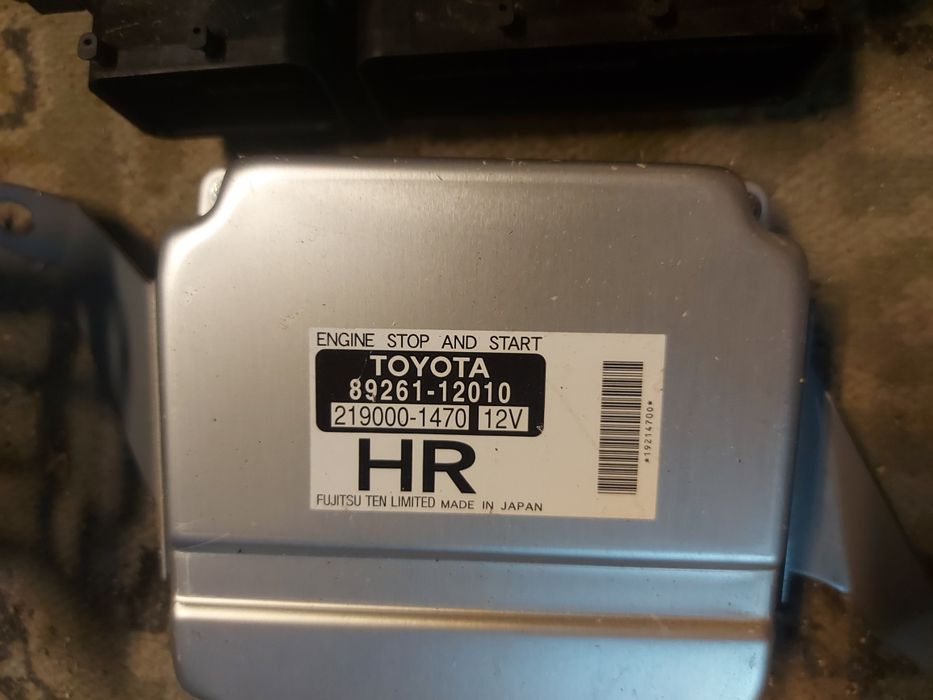 ENGINE STOP AND START
TOYOTA
89261-12010
219000-1470 12V
HR
FUJITSU TEN LIMITED MADE IN JAPAN
*19214700*